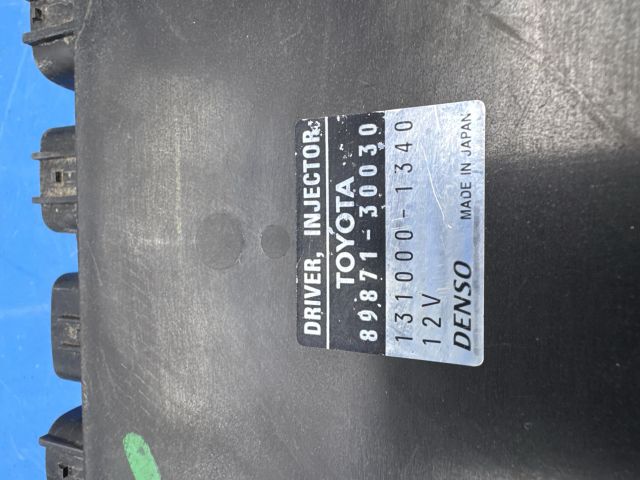 DRIVER, INJECTOR
TOYOTA
89871-30030
131000-1340
12V
DENSO MADE IN JAPAN